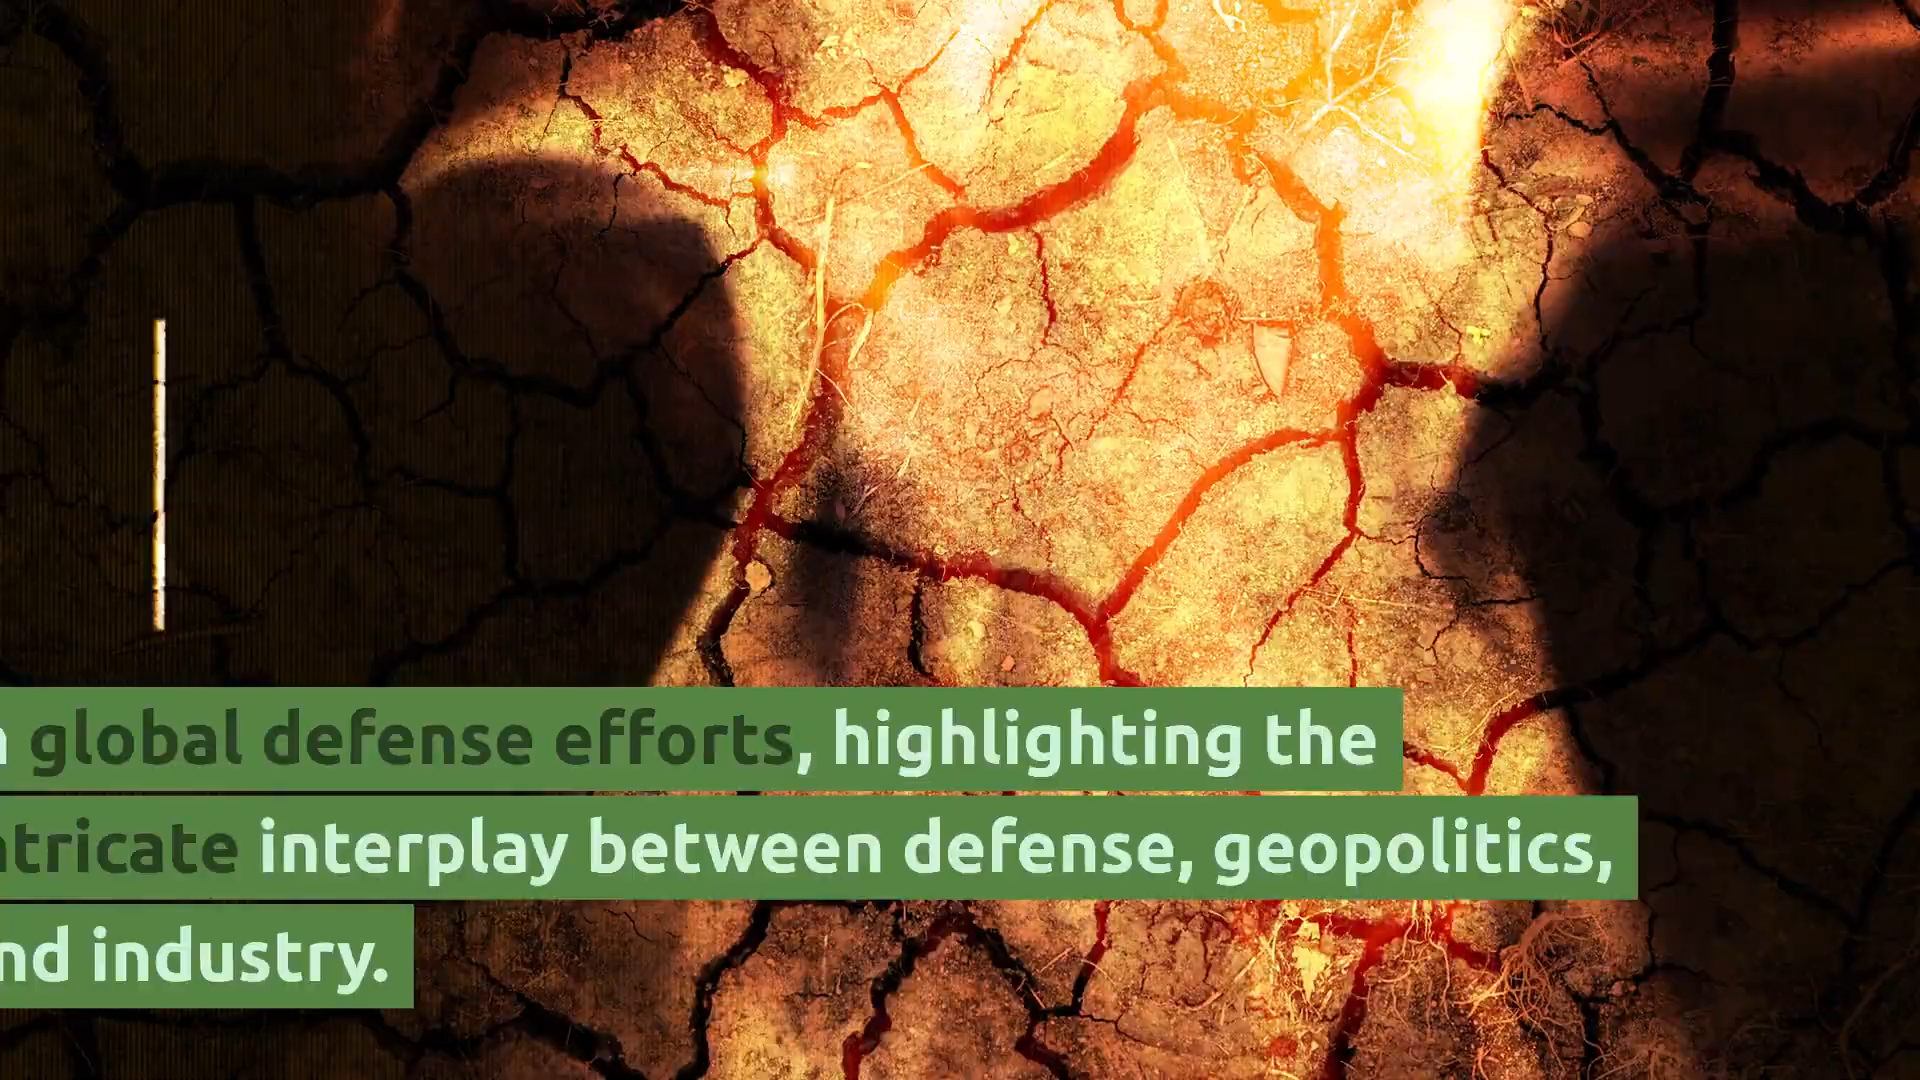 global defense efforts, highlighting the
interplay between defense, geopolitics,
industry.